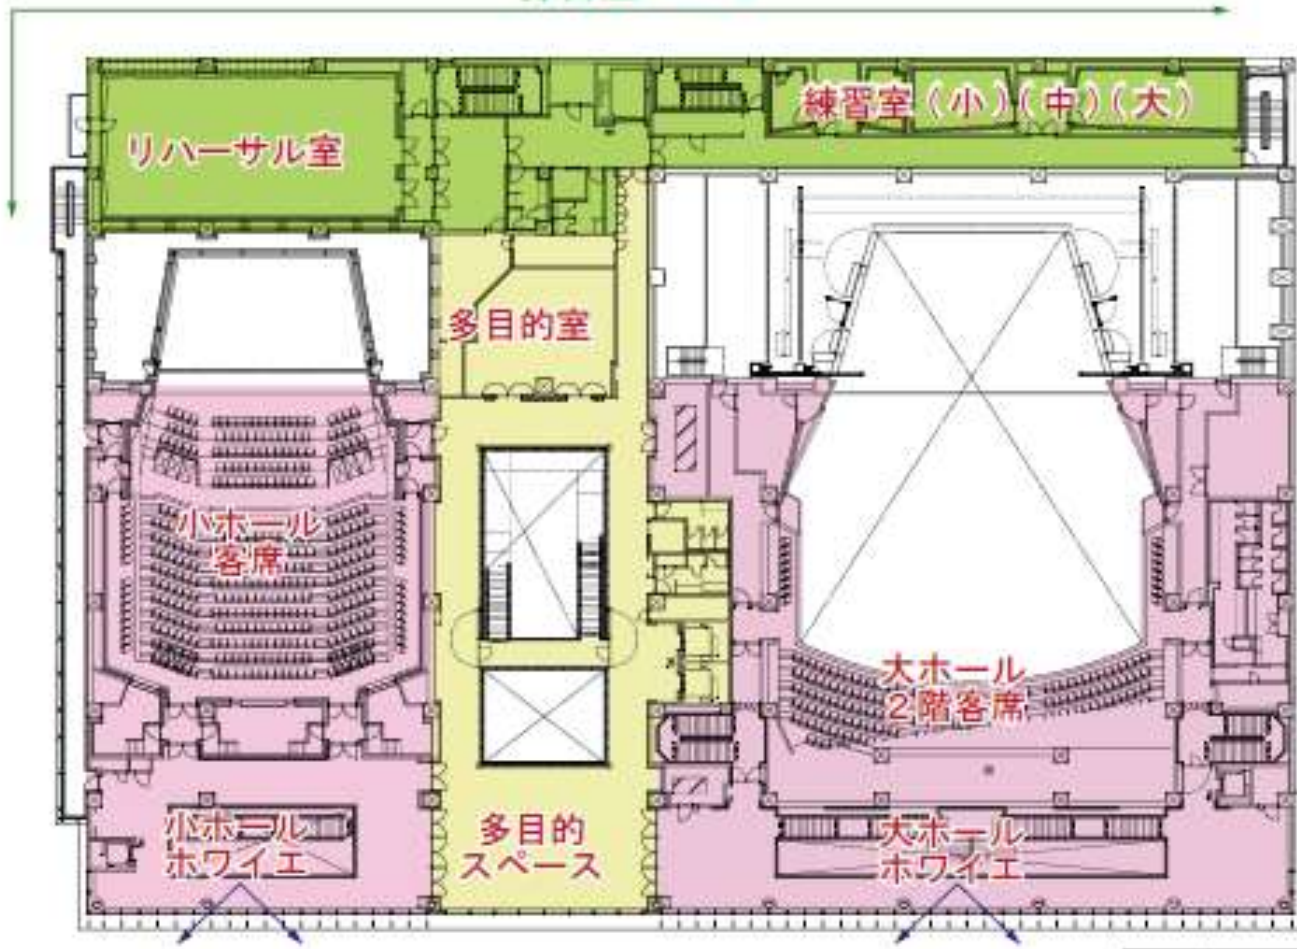 リハーサル室
練習室（小）（中）（大）
多目的室
小ホール
客席
大ホール
２階客席
小ホール
ホワイエ
多目的
スペース
大ホール
ホワイエ